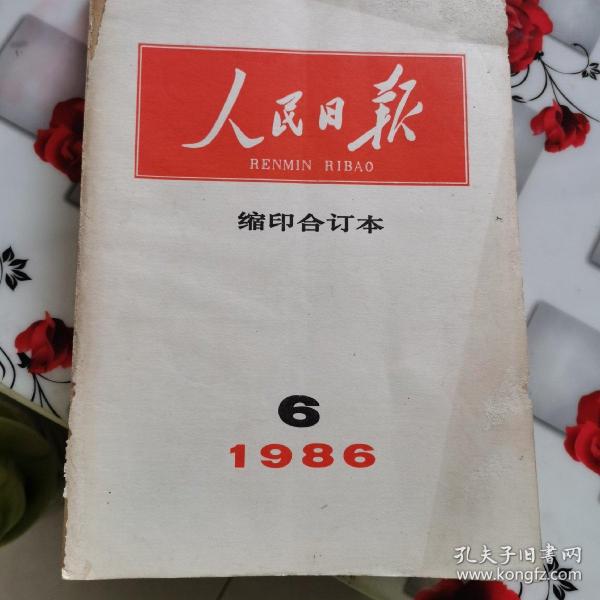 人民日报
RENMIN RIBAO
缩印合订本
6
1986
孔夫子旧书网
www.kongfz.com